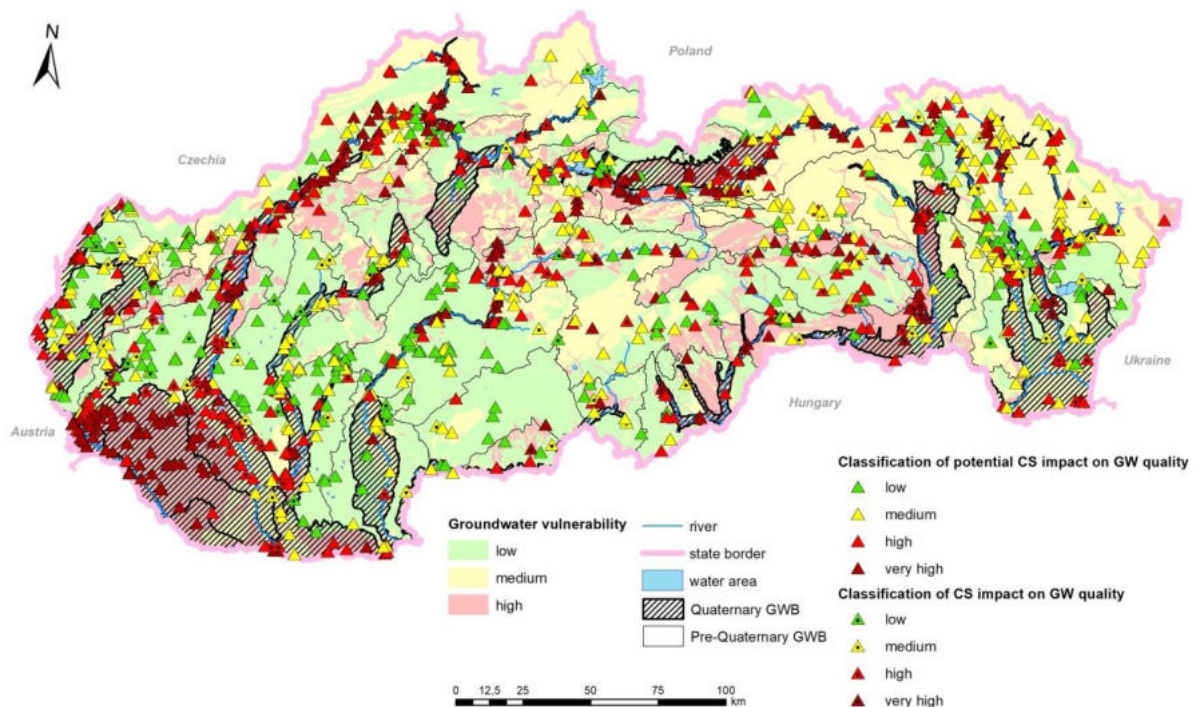 N
Poland
Czechia
Austria
Hungary
Ukraine
Groundwater vulnerability
low
medium
high
river
state border
water area
Quaternary GWB
Pre-Quaternary GWB
Classification of potential CS impact on GW quality
low
medium
high
very high
Classification of CS impact on GW quality
low
medium
high
very high
0 12,5 25 50 75 100
km